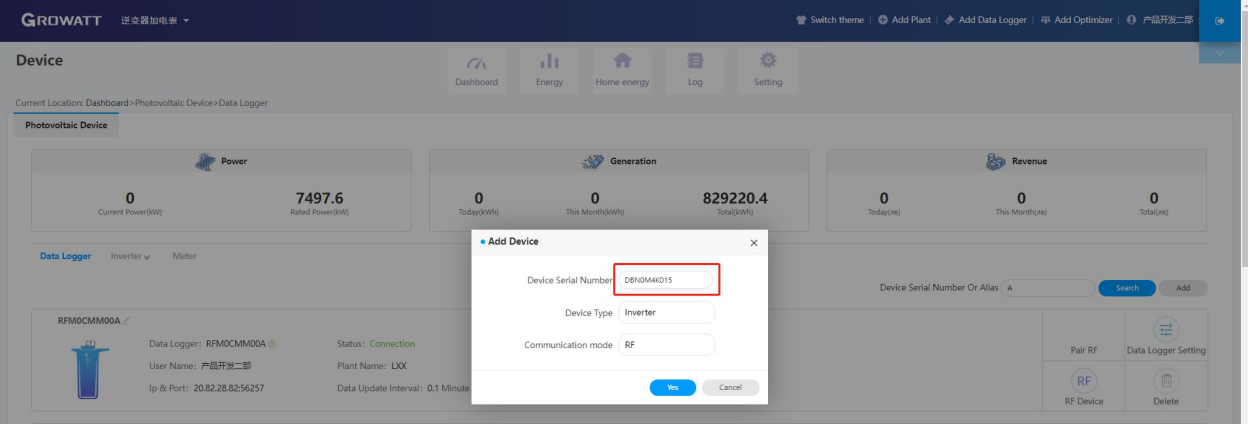 GROWATT 逆变器加电表 Switch theme Add Plant Add Data Logger Add Optimizer 产品开发二部
Device
Dashboard Energy Home energy Log Setting
Current Location: Dashboard>Photovoltaic Device>Data Logger
Photovoltaic Device
Power Generation Revenue
0 7497.6 0 0 829220.4 0 0 0
Current Power(kW) Rated Power(kW) Today(kWh) This Month(kWh) Total(kWh) Today(лв) This Month(лв) Total(лв)
Add Device
Data Logger Inverter Meter
Device Serial Number DBN0M4K015
Device Serial Number Or Alias A Search Add
Device Type Inverter
Communication mode RF
Yes Cancel
RFM0CMM00A
(1)
Data Logger: RFM0CMM00A Status: Connection
User Name: 产品开发二部 Plant Name: LXX
Ip & Port: 20.82.28.82:56257 Data Update Interval: 0.1 Minute
Pair RF Data Logger Setting
RF
RF Device Delete